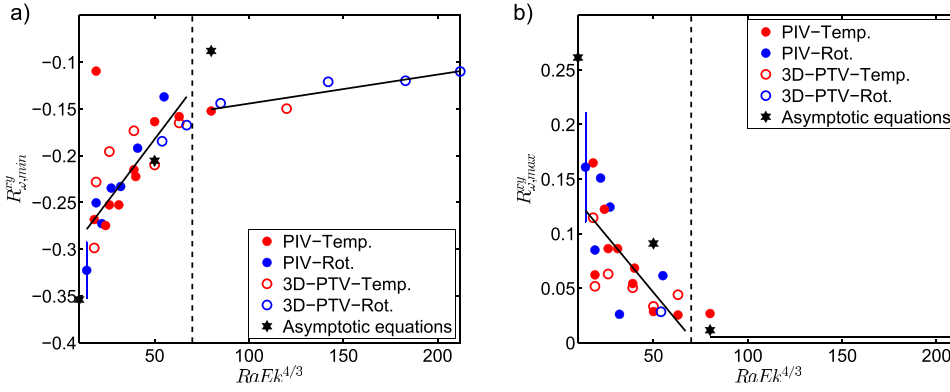 a)
−0.1
−0.15
−0.2
−0.25
−0.3
−0.35
−0.4
50
100
150
200
R^{xy}_{ω,min}
RaEk^{4/3}
PIV−Temp.
PIV−Rot.
3D−PTV−Temp.
3D−PTV−Rot.
Asymptotic equations
b)
0.25
0.2
0.15
0.1
0.05
0
50
100
150
200
R^{xy}_{ω,max}
RaEk^{4/3}
PIV−Temp.
PIV−Rot.
3D−PTV−Temp.
3D−PTV−Rot.
Asymptotic equations